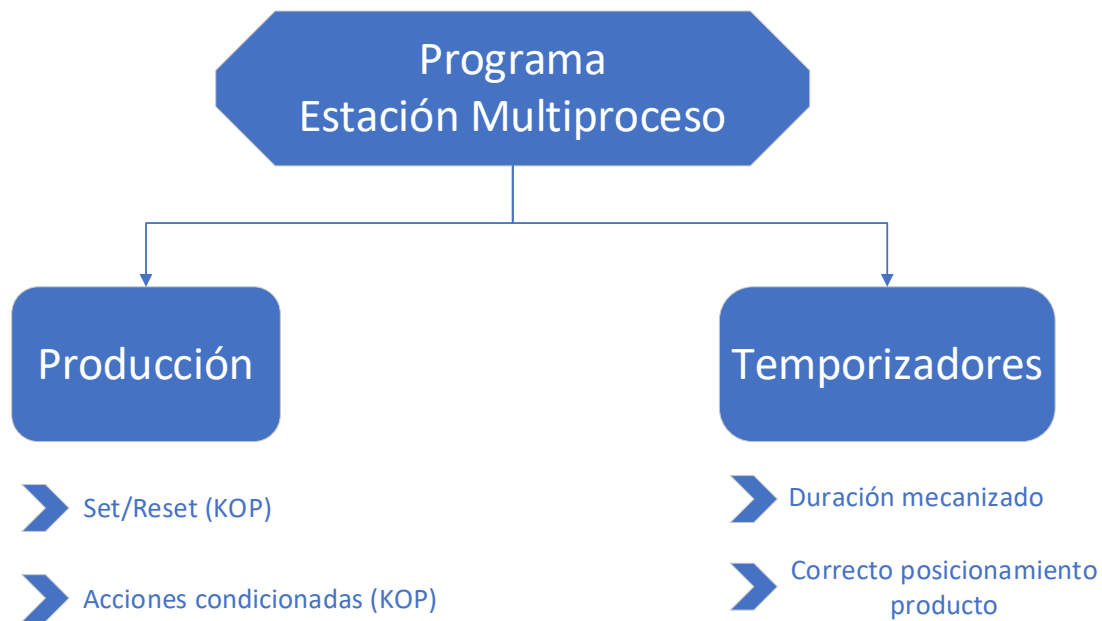 Programa
Estación Multiproceso
Producción
Temporizadores
Set/Reset (KOP)
Duración mecanizado
Acciones condicionadas (KOP)
Correcto posicionamiento
producto